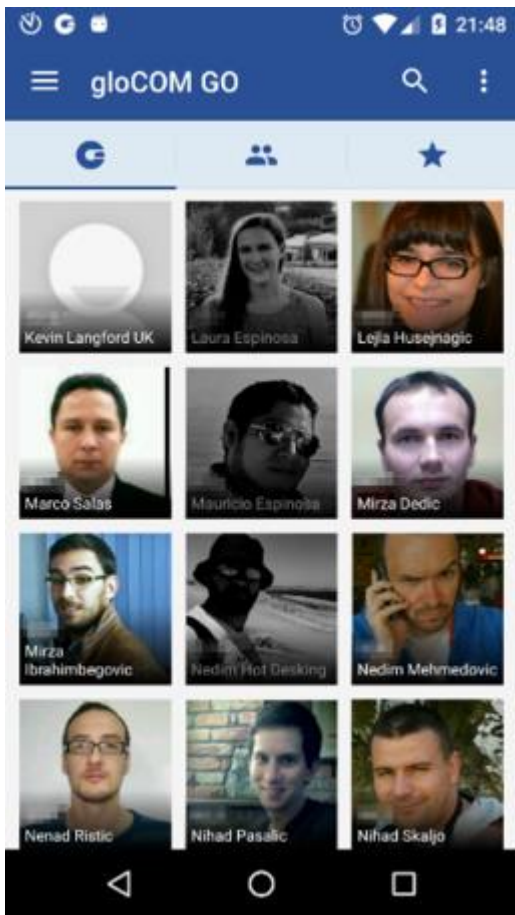 21:48
gloCOM GO
Kevin Langford UK
Laura Espinosa
Lejla Husejnagic
Marco Salas
Mauricio Espinosa
Mirza Dedic
Mirza
Ibrahimbegovic
Nedim Hot Desking
Nedim Mehmedovic
Nenad Ristic
Nihad Pasalic
Nihad Skaljo